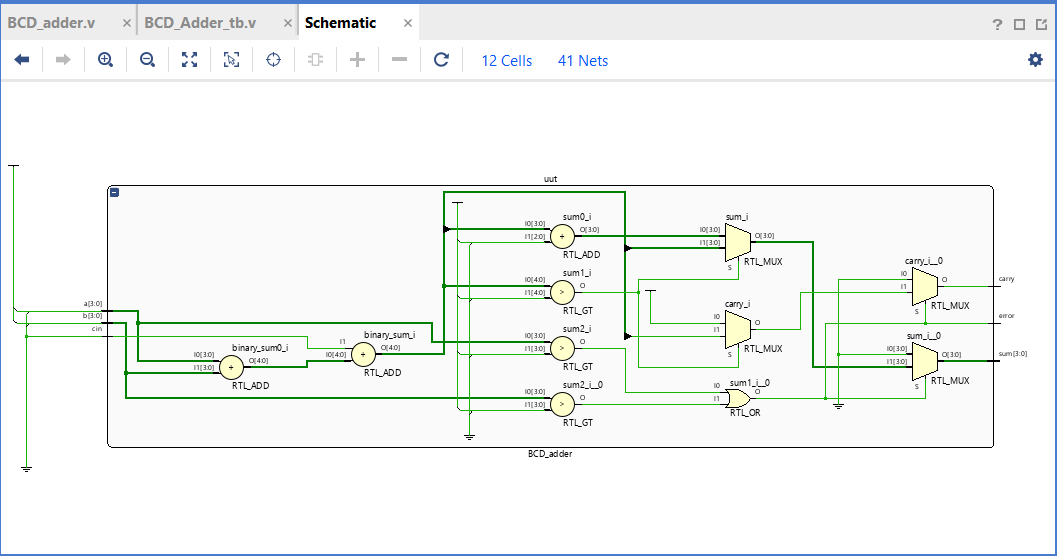 BCD_adder.v × BCD_Adder_tb.v × Schematic × ?
12 Cells 41 Nets
uut
a[3:0]
b[3:0]
cin
binary_sum0_i
I0[3:0]
I1[3:0]
+
O[4:0]
RTL_ADD
binary_sum_i
I1
I0[4:0]
+
O[4:0]
RTL_ADD
sum0_i
I0[3:0]
I1[2:0]
+
O[3:0]
RTL_ADD
sum1_i
I0[4:0]
I1[4:0]
>
O
RTL_GT
sum2_i
I0[3:0]
I1[3:0]
>
O
RTL_GT
sum2_i__0
I0[3:0]
I1[3:0]
>
O
RTL_GT
sum_i
I0[3:0]
I1[3:0]
S
O[3:0]
RTL_MUX
carry_i
I0
I1
S
O
RTL_MUX
sum1_i__0
I0
I1
O
RTL_OR
carry_i__0
I0
I1
S
O
RTL_MUX
sum_i__0
I0[3:0]
I1[3:0]
S
O[3:0]
RTL_MUX
carry
error
sum[3:0]
BCD_adder